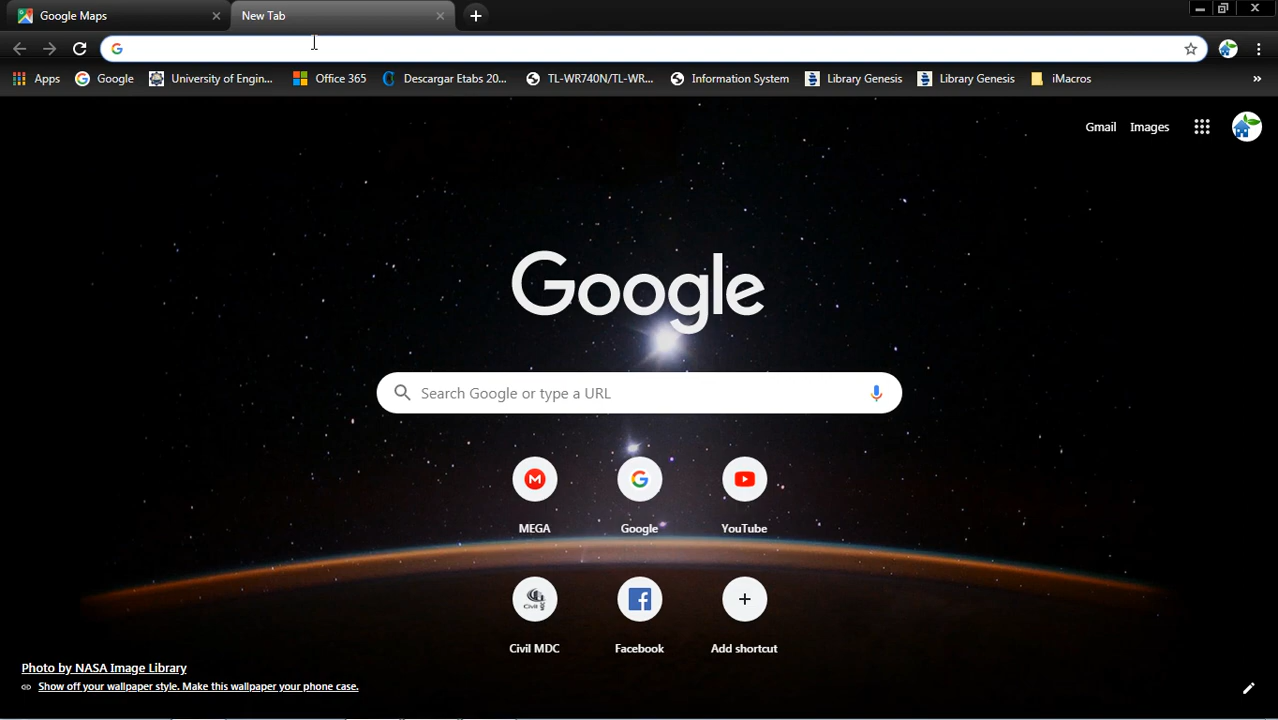 Google Maps
New Tab
Apps Google University of Engin... Office 365 Descargar Etabs 20... TL-WR740N/TL-WR... Information System Library Genesis Library Genesis iMacros »
Gmail Images
Google
Search Google or type a URL
MEGA Google YouTube
Civil MDC Facebook Add shortcut
Photo by NASA Image Library
Show off your wallpaper style. Make this wallpaper your phone case.